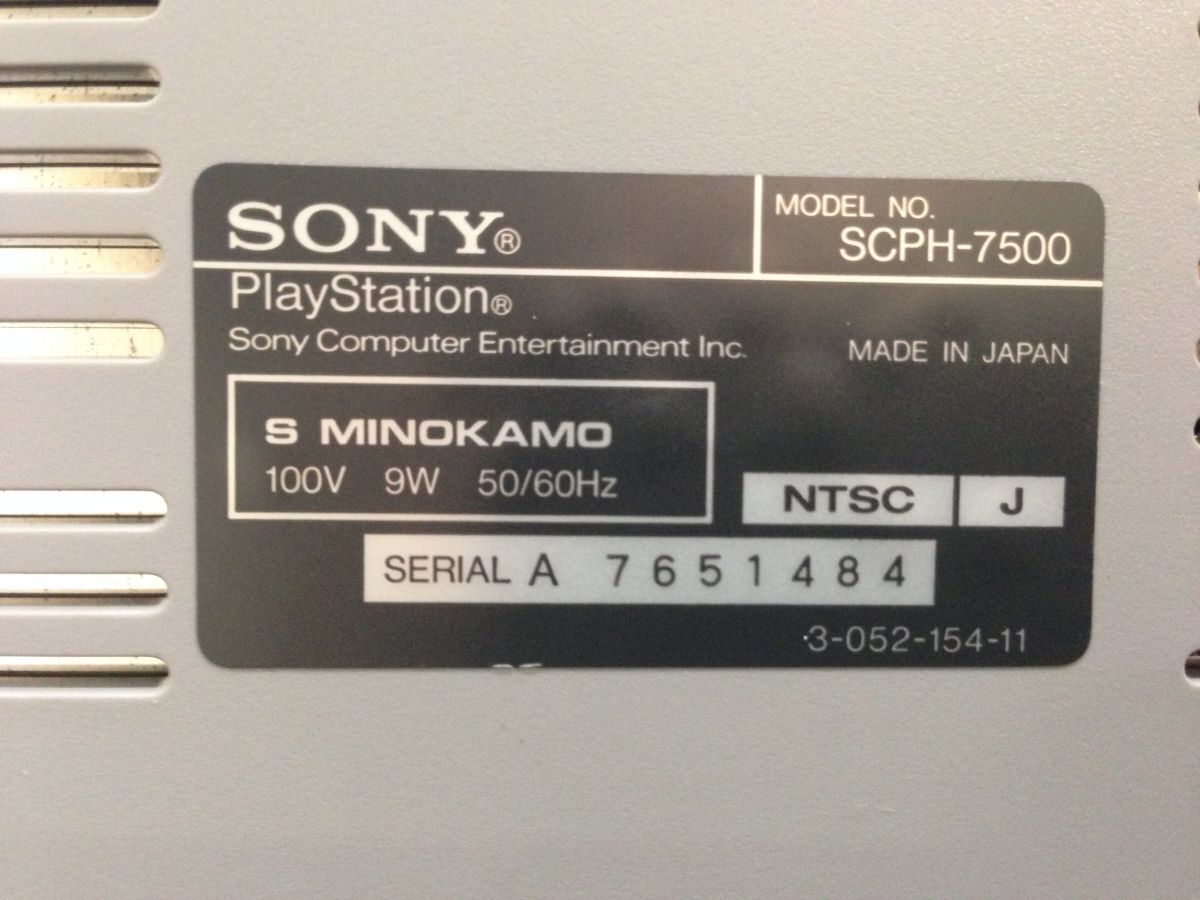 SONY®
MODEL NO.
SCPH-7500
PlayStation®
Sony Computer Entertainment Inc.
MADE IN JAPAN
S MINOKAMO
100V 9W 50/60Hz
NTSC J
SERIAL A 7651484
3-052-154-11